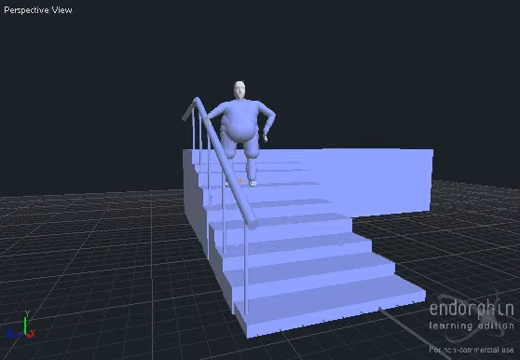 Perspective View
Y
X
endorphin
learning edition
For non-commercial use